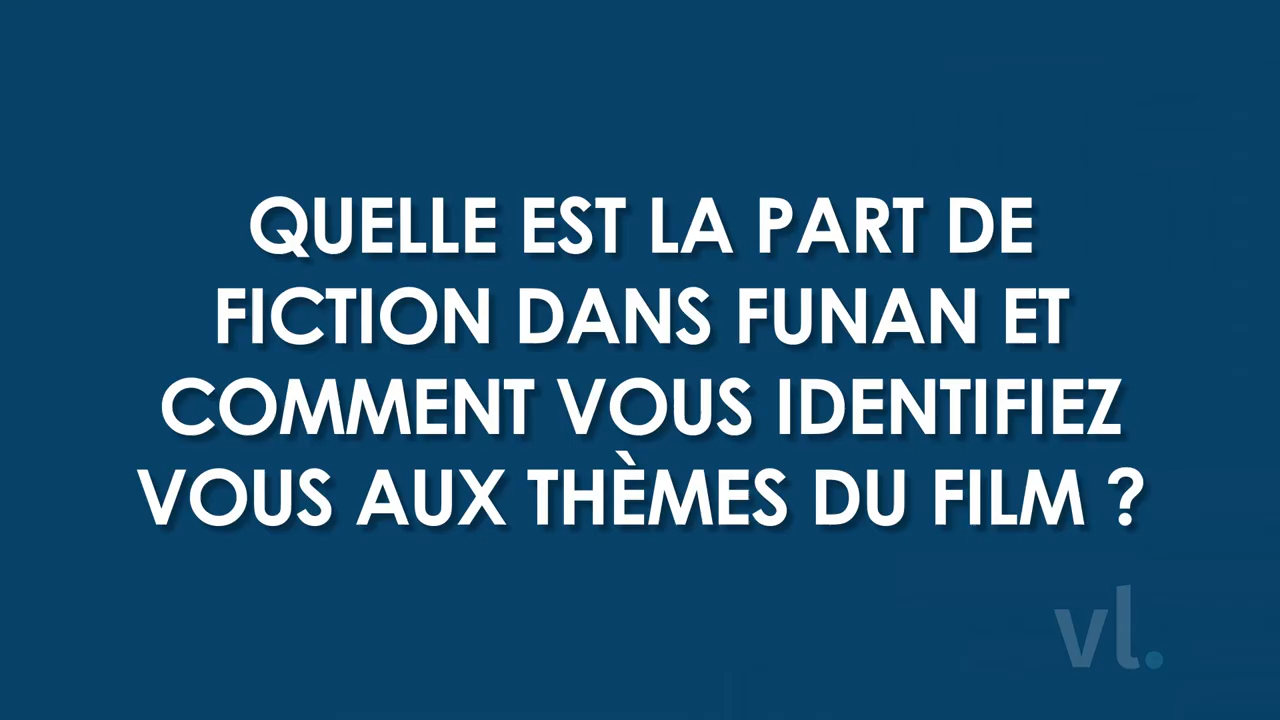 QUELLE EST LA PART DE
FICTION DANS FUNAN ET
COMMENT VOUS IDENTIFIEZ
VOUS AUX THÈMES DU FILM ?
vl.